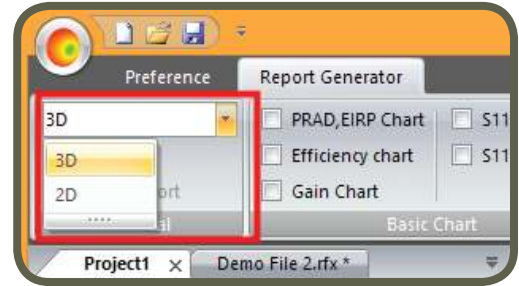 Preference Report Generator
3D PRAD,EIRP Chart S11
3D Efficiency chart S11
2D Gain Chart
Basic Chart
Project1 x Demo File 2.rfx *